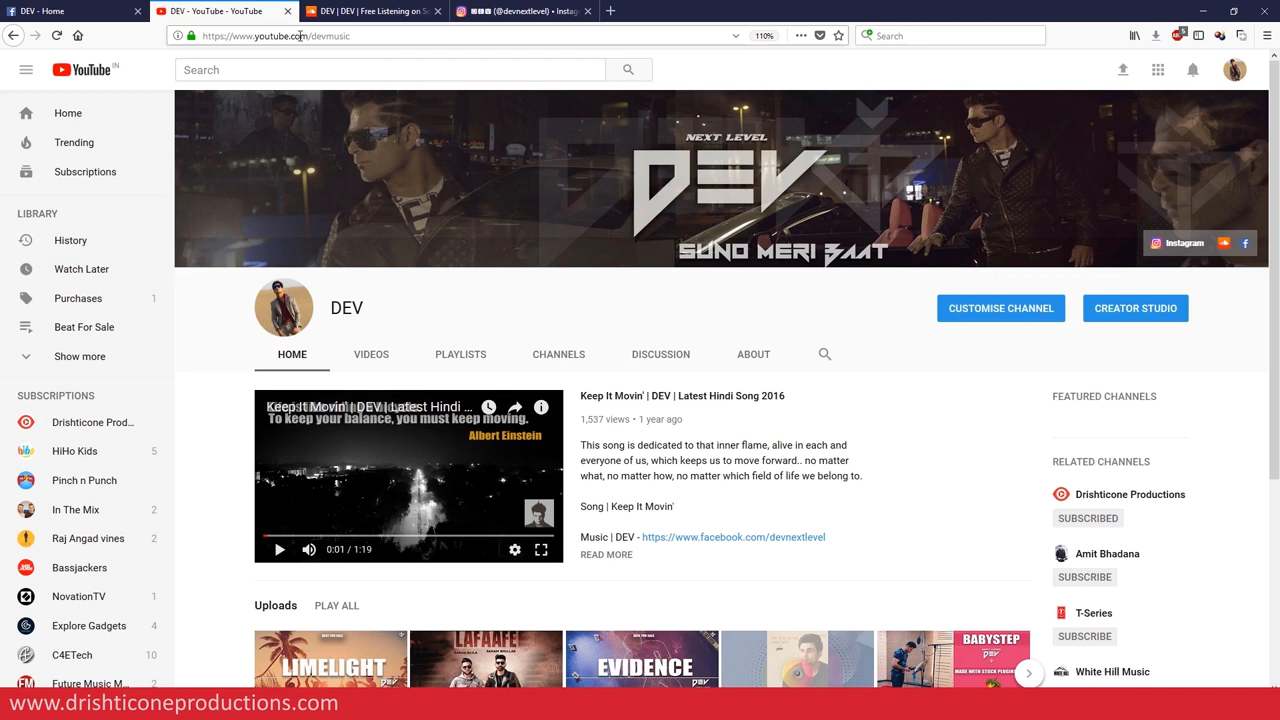 DEV - Home
DEV - YouTube - YouTube
DEV | DEV | Free Listening on S
(@devnextlevel) • Instag
https://www.youtube.com/devmusic
110%
Search
YouTube IN
Search
Home
Trending
Subscriptions
LIBRARY
History
Watch Later
Purchases 1
Beat For Sale
Show more
SUBSCRIPTIONS
Drishticone Prod...
HiHo Kids 5
Pinch n Punch
In The Mix 2
Raj Angad vines 2
Bassjackers
NovationTV 1
Explore Gadgets 4
C4ETech 10
Future Music M... 2
NEXT LEVEL
DEV
SUNO MERI BAAT
Instagram
DEV
CUSTOMISE CHANNEL
CREATOR STUDIO
HOME
VIDEOS
PLAYLISTS
CHANNELS
DISCUSSION
ABOUT
Keep It Movin' | DEV | Latest Hindi ...
To keep your balance, you must keep moving.
Albert Einstein
0:01 / 1:19
Keep It Movin' | DEV | Latest Hindi Song 2016
1,537 views • 1 year ago
This song is dedicated to that inner flame, alive in each and
everyone of us, which keeps us to move forward.. no matter
what, no matter how, no matter which field of life we belong to.
Song | Keep It Movin'
Music | DEV - https://www.facebook.com/devnextlevel
READ MORE
FEATURED CHANNELS
RELATED CHANNELS
Drishticone Productions
SUBSCRIBED
Amit Bhadana
SUBSCRIBE
T-Series
SUBSCRIBE
White Hill Music
Uploads
PLAY ALL
LIMELIGHT
LAFAAFE!
EVIDENCE
BABYSTEP
MADE WITH STOCK PLUGINS
www.drishticoneproductions.com